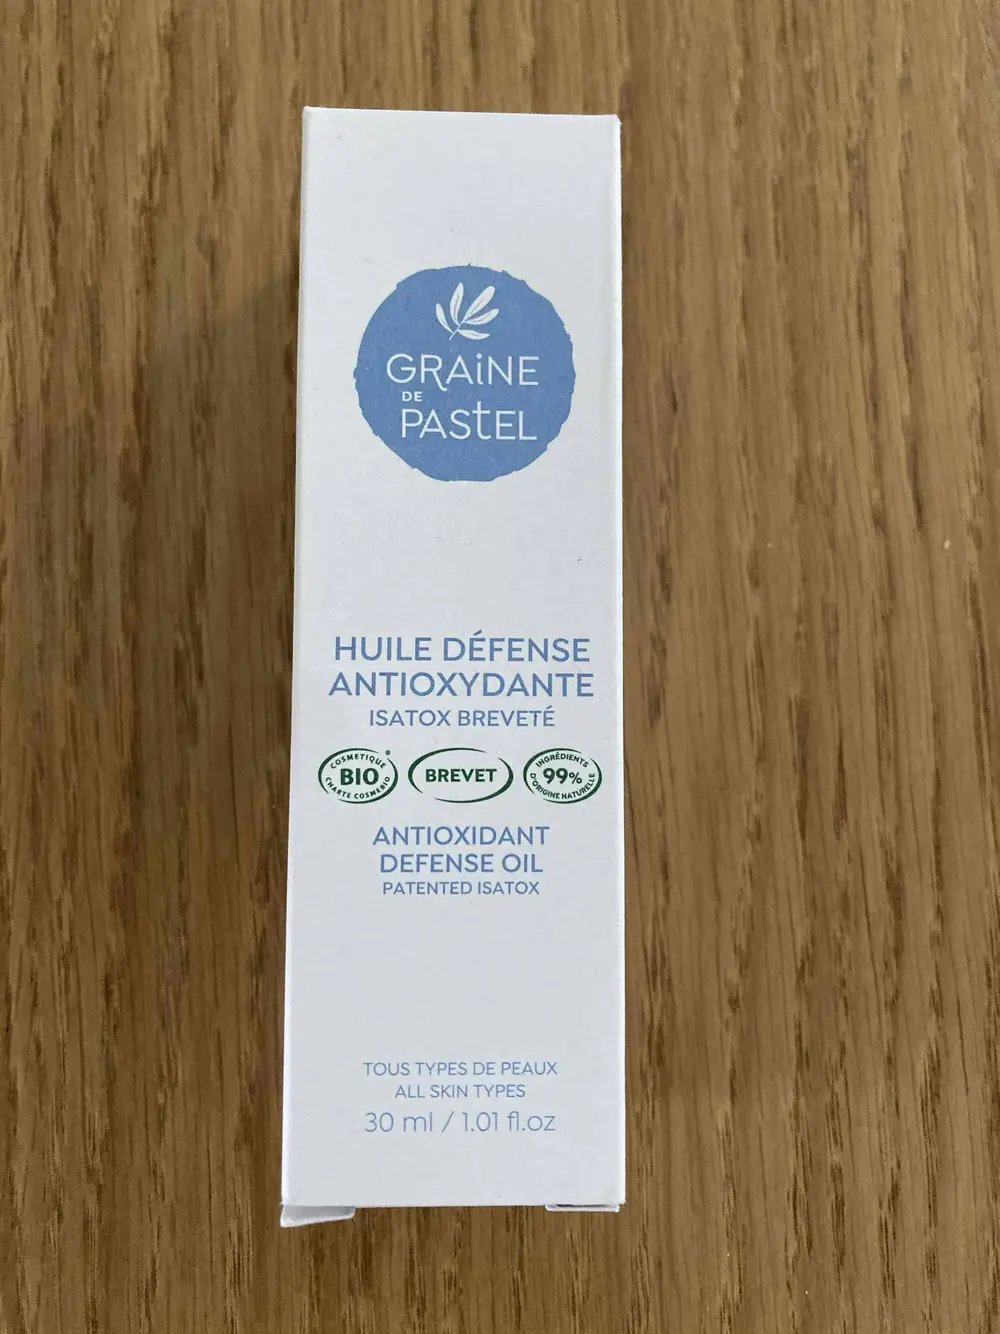 GRAiNE
DE
PAStEL
HUILE DÉFENSE
ANTIOXYDANTE
ISATOX BREVETÉ
COSMETIQUE
BIO
CHARTE COSMEBIO
BREVET
INGRÉDIENTS
99%
D'ORIGINE NATURELLE
ANTIOXIDANT
DEFENSE OIL
PATENTED ISATOX
TOUS TYPES DE PEAUX
ALL SKIN TYPES
30 ml / 1.01 fl.oz